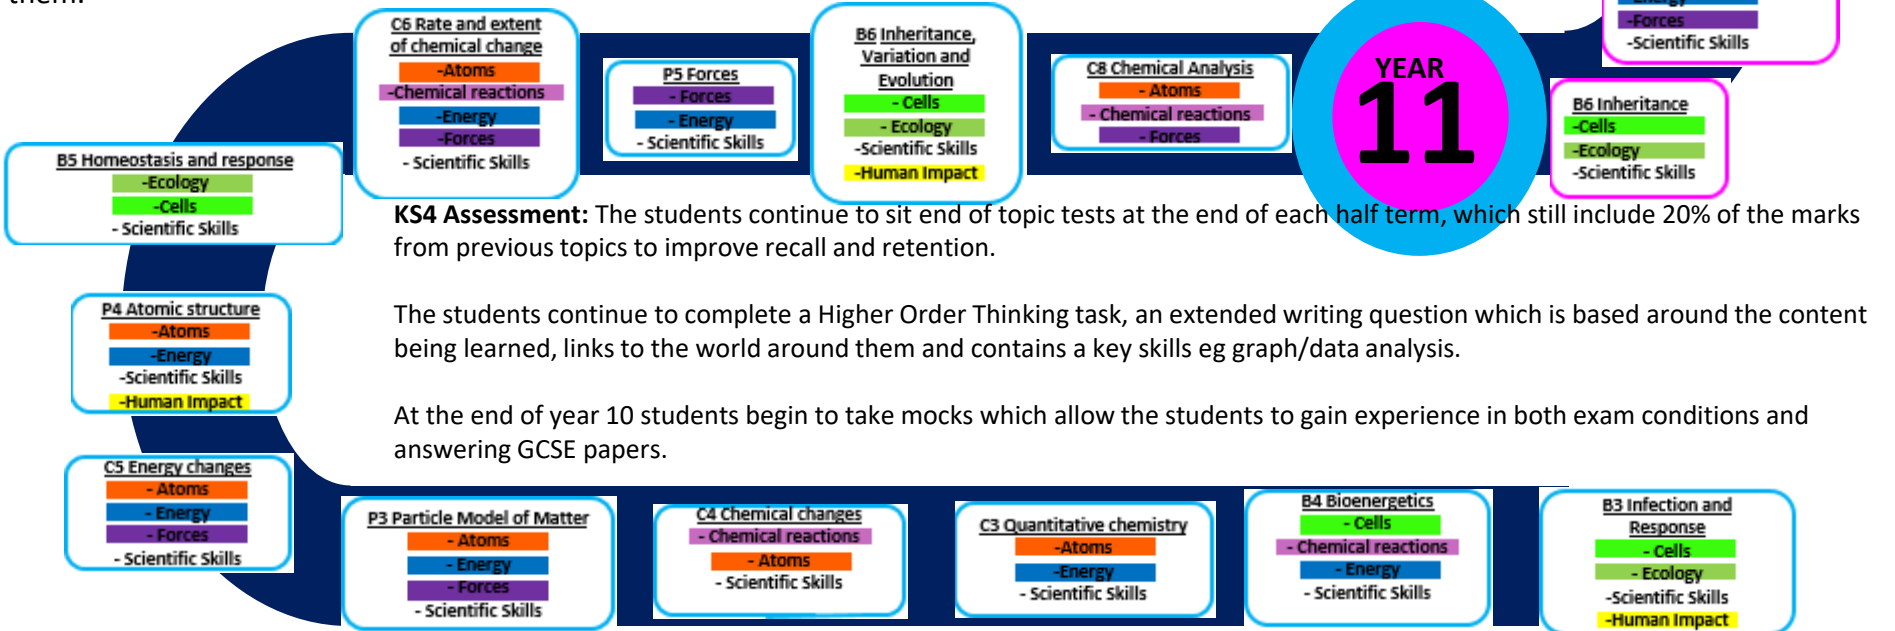 them.
C6 Rate and extent
of chemical change
-Atoms
-Chemical reactions
-Energy
-Forces
- Scientific Skills
P5 Forces
- Forces
- Energy
- Scientific Skills
B6 Inheritance,
Variation and
Evolution
- Cells
- Ecology
-Scientific Skills
-Human Impact
C8 Chemical Analysis
- Atoms
- Chemical reactions
- Forces
YEAR
11
-Energy
-Forces
-Scientific Skills
B6 Inheritance
-Cells
-Ecology
-Scientific Skills
B5 Homeostasis and response
-Ecology
-Cells
- Scientific Skills
KS4 Assessment: The students continue to sit end of topic tests at the end of each half term, which still include 20% of the marks
from previous topics to improve recall and retention.
The students continue to complete a Higher Order Thinking task, an extended writing question which is based around the content
being learned, links to the world around them and contains a key skills eg graph/data analysis.
At the end of year 10 students begin to take mocks which allow the students to gain experience in both exam conditions and
answering GCSE papers.
P4 Atomic structure
-Atoms
-Energy
-Scientific Skills
-Human Impact
C5 Energy changes
- Atoms
- Energy
- Forces
- Scientific Skills
P3 Particle Model of Matter
- Atoms
- Energy
- Forces
- Scientific Skills
C4 Chemical changes
- Chemical reactions
- Atoms
- Scientific Skills
C3 Quantitative chemistry
-Atoms
-Energy
- Scientific Skills
B4 Bioenergetics
- Cells
- Chemical reactions
- Energy
- Scientific Skills
B3 Infection and
Response
- Cells
- Ecology
-Scientific Skills
-Human Impact